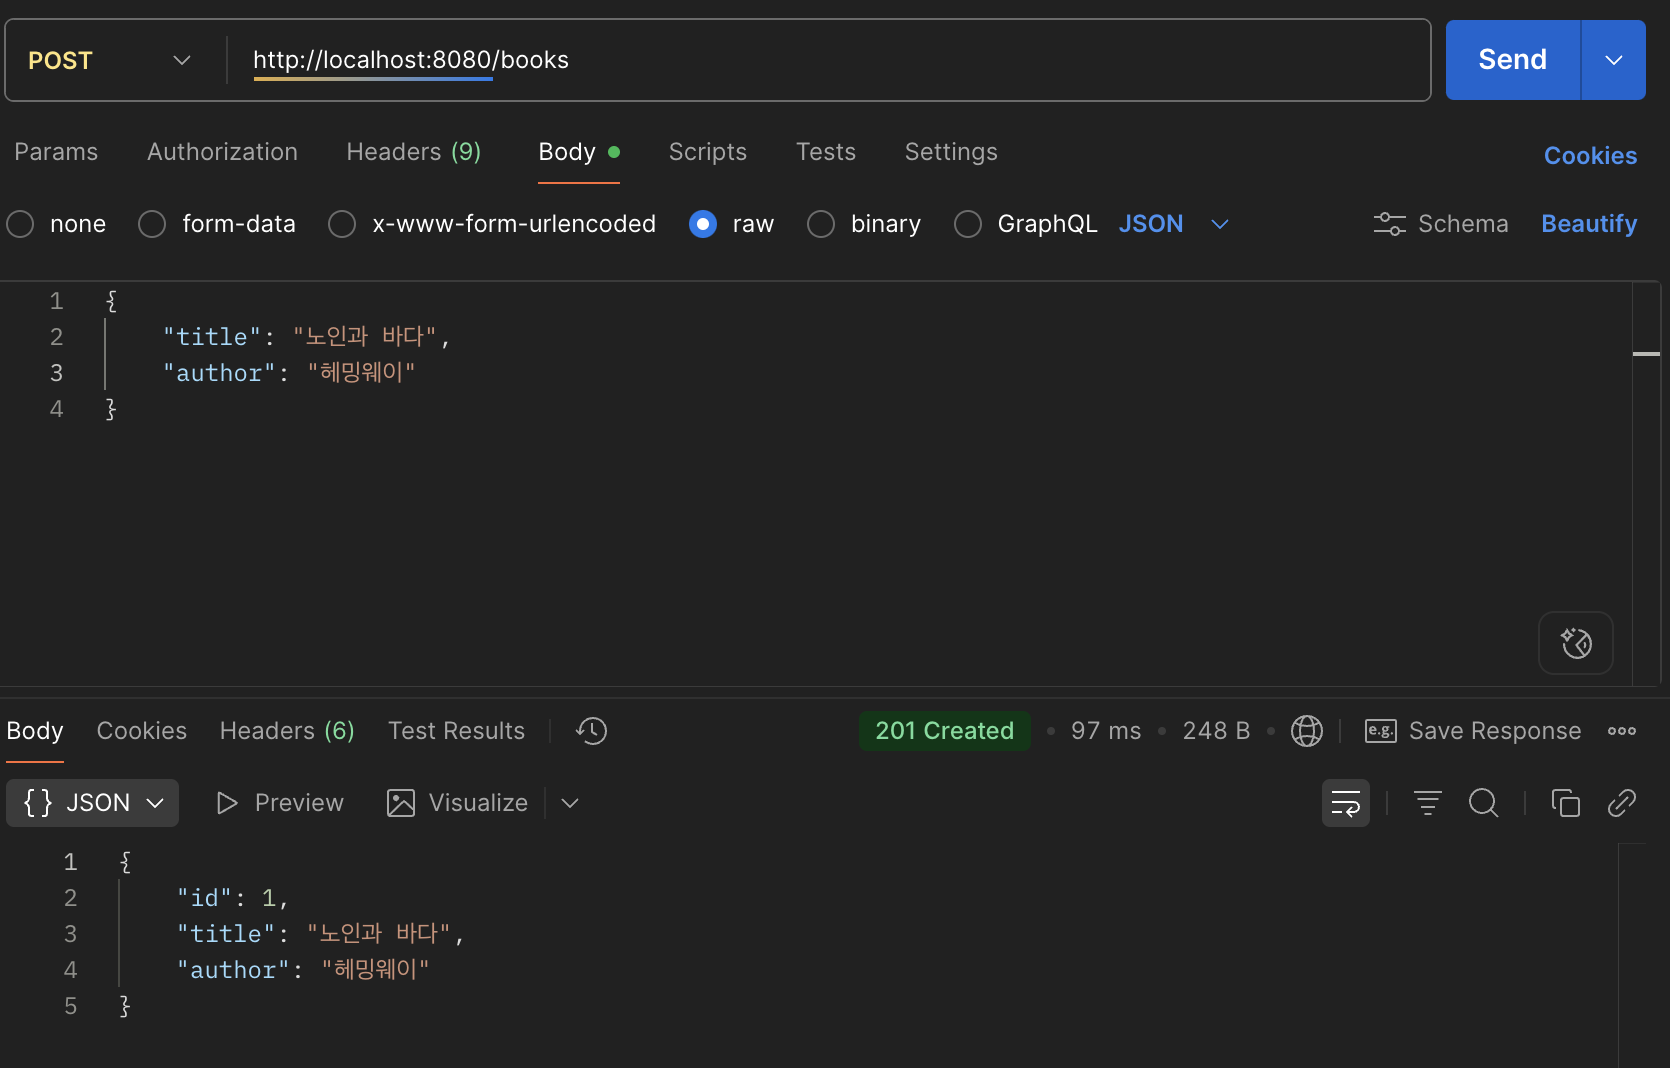 POST http://localhost:8080/books Send
Params Authorization Headers (9) Body Scripts Tests Settings Cookies
none form-data x-www-form-urlencoded raw binary GraphQL JSON Schema Beautify
1 {
2 "title": "노인과 바다",
3 "author": "헤밍웨이"
4 }
Body Cookies Headers (6) Test Results 201 Created • 97 ms • 248 B • e.g. Save Response
{} JSON Preview Visualize
1 {
2 "id": 1,
3 "title": "노인과 바다",
4 "author": "헤밍웨이"
5 }